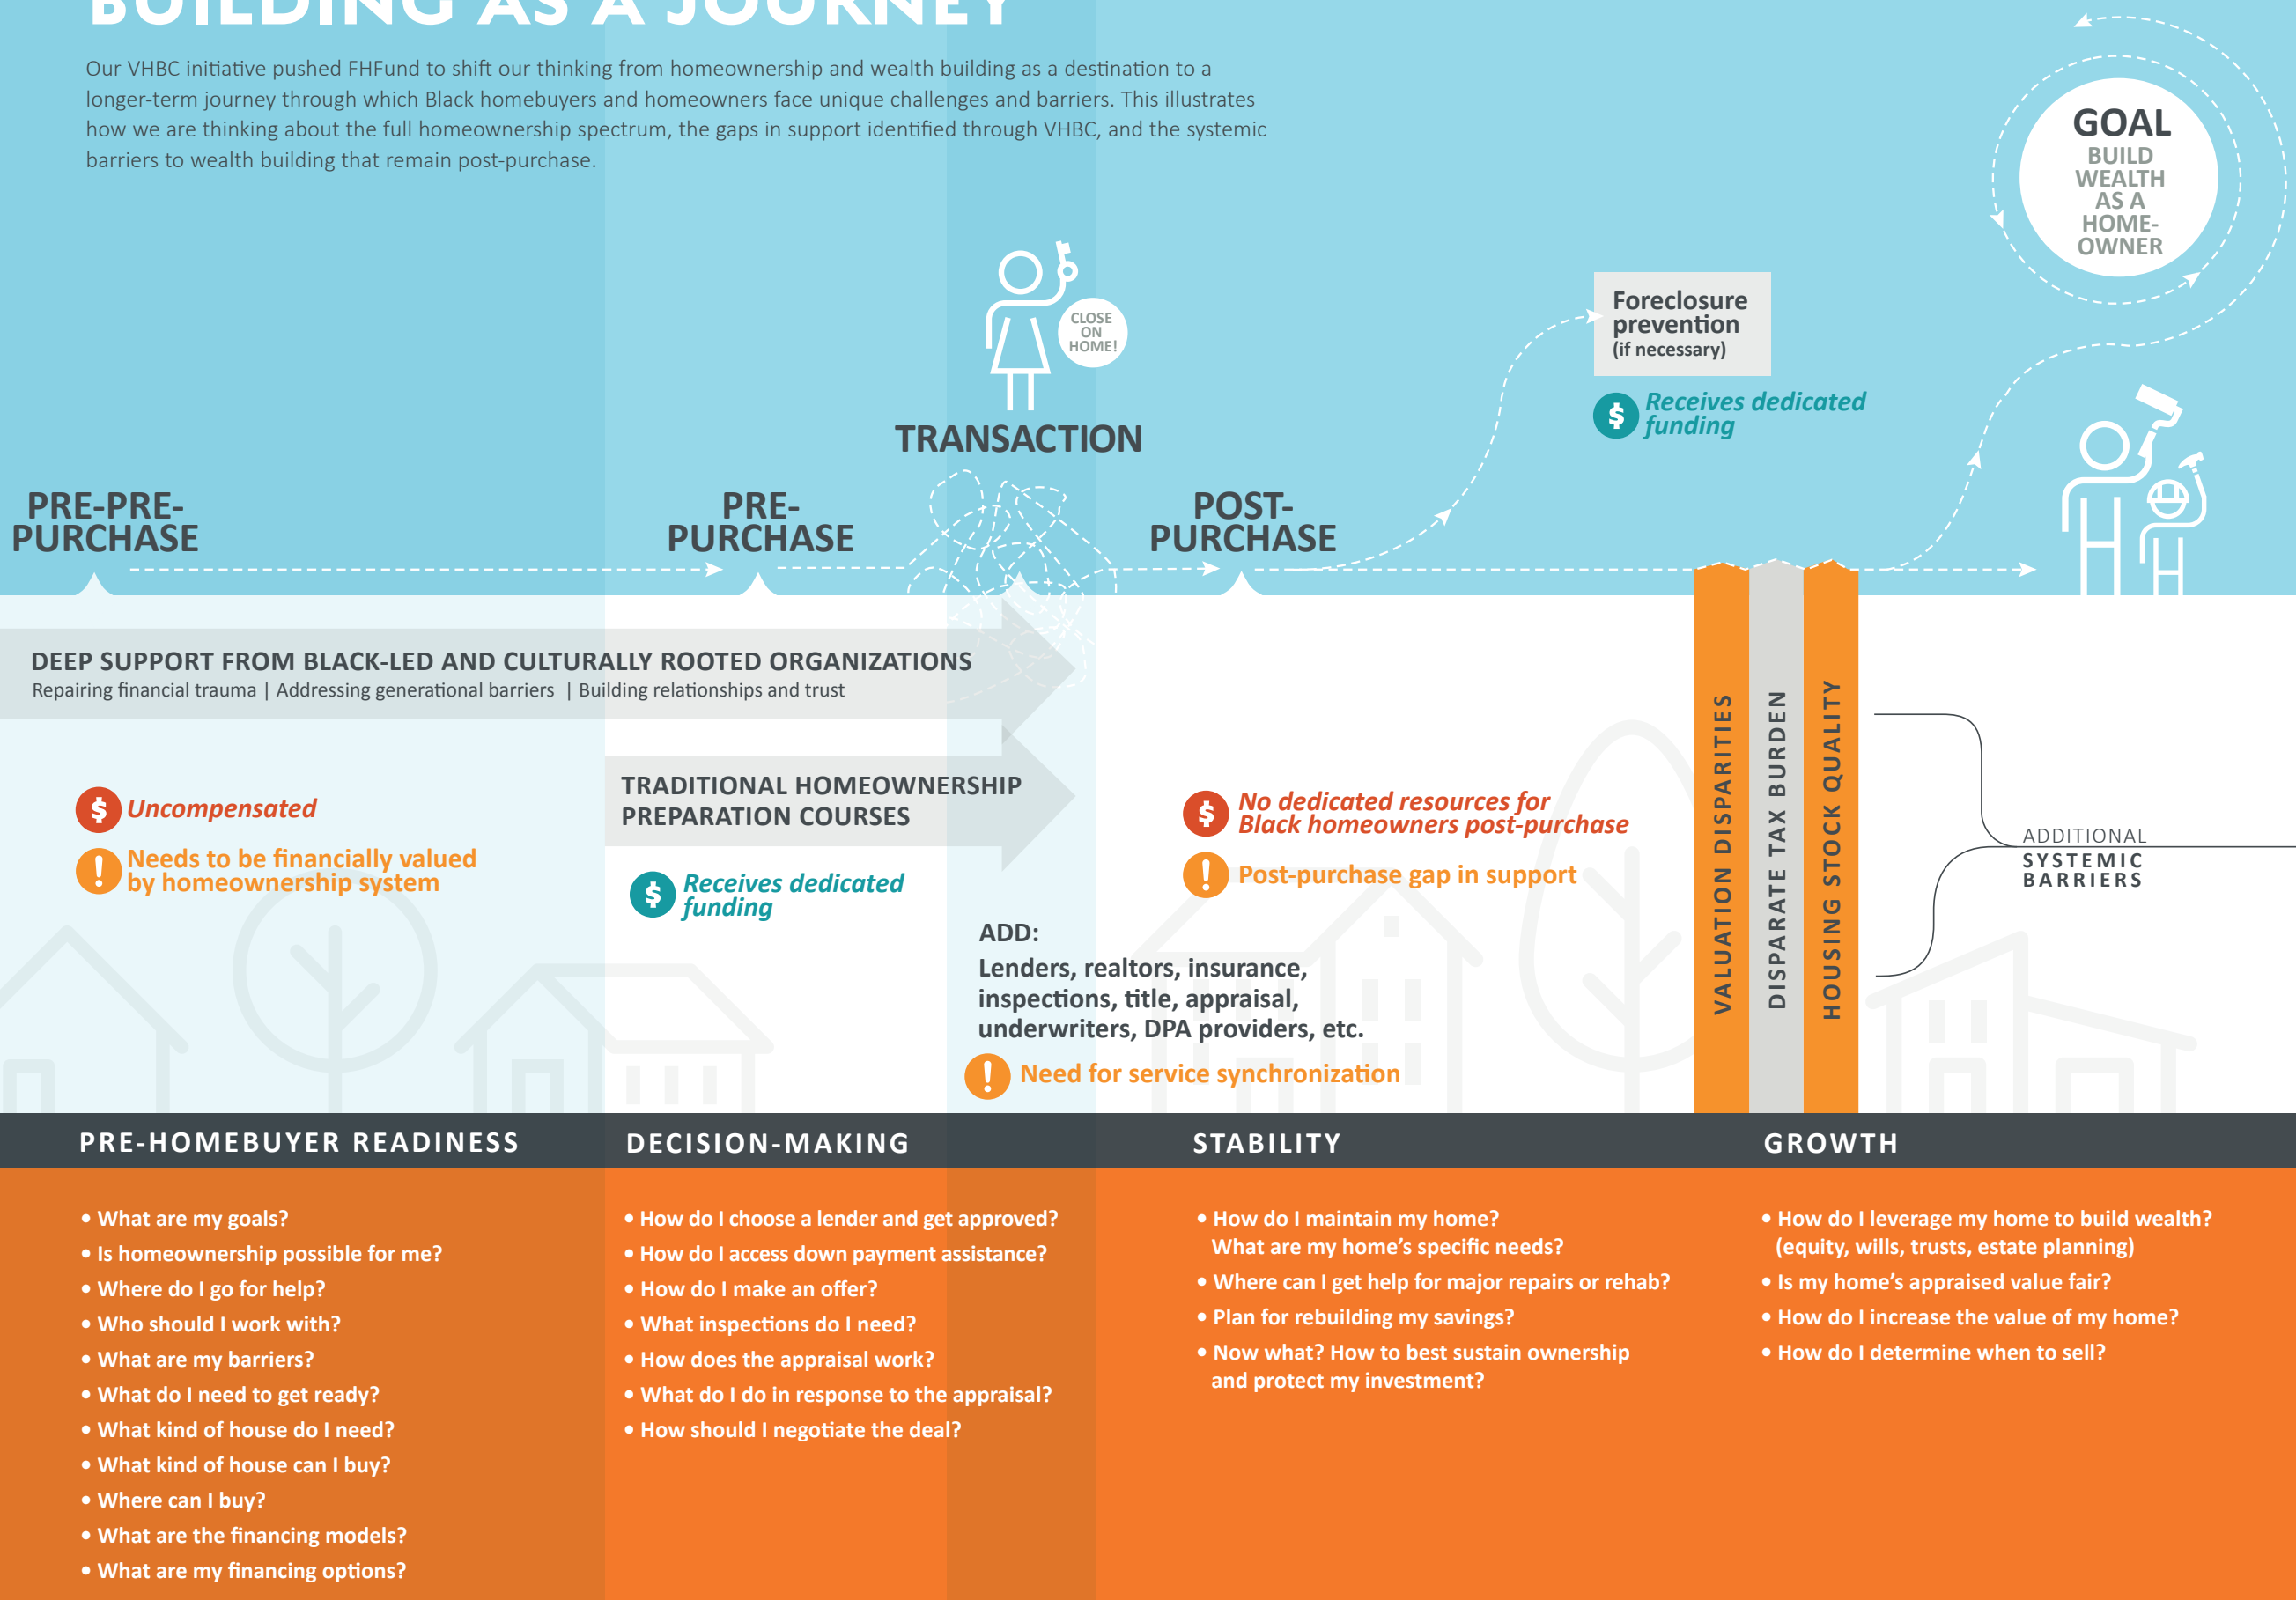 BUILDING AS A JOURNEY
Our VHBC initiative pushed FHFund to shift our thinking from homeownership and wealth building as a destination to a
longer-term journey through which Black homebuyers and homeowners face unique challenges and barriers. This illustrates
how we are thinking about the full homeownership spectrum, the gaps in support identified through VHBC, and the systemic
barriers to wealth building that remain post-purchase.
GOAL
BUILD
WEALTH
AS A
HOME-
OWNER
CLOSE
ON
HOME!
Foreclosure
prevention
(if necessary)
$ Receives dedicated
funding
PRE-PRE-
PURCHASE
PRE-
PURCHASE
TRANSACTION
POST-
PURCHASE
DEEP SUPPORT FROM BLACK-LED AND CULTURALLY ROOTED ORGANIZATIONS
Repairing financial trauma | Addressing generational barriers | Building relationships and trust
$ Uncompensated
! Needs to be financially valued
by homeownership system
TRADITIONAL HOMEOWNERSHIP
PREPARATION COURSES
$ Receives dedicated
funding
ADD:
Lenders, realtors, insurance,
inspections, title, appraisal,
underwriters, DPA providers, etc.
! Need for service synchronization
$ No dedicated resources for
Black homeowners post-purchase
! Post-purchase gap in support
VALUATION DISPARITIES
DISPARATE TAX BURDEN
HOUSING STOCK QUALITY
ADDITIONAL
SYSTEMIC
BARRIERS
PRE-HOMEBUYER READINESS
• What are my goals?
• Is homeownership possible for me?
• Where do I go for help?
• Who should I work with?
• What are my barriers?
• What do I need to get ready?
• What kind of house do I need?
• What kind of house can I buy?
• Where can I buy?
• What are the financing models?
• What are my financing options?
DECISION-MAKING
• How do I choose a lender and get approved?
• How do I access down payment assistance?
• How do I make an offer?
• What inspections do I need?
• How does the appraisal work?
• What do I do in response to the appraisal?
• How should I negotiate the deal?
STABILITY
• How do I maintain my home?
What are my home’s specific needs?
• Where can I get help for major repairs or rehab?
• Plan for rebuilding my savings?
• Now what? How to best sustain ownership
and protect my investment?
GROWTH
• How do I leverage my home to build wealth?
(equity, wills, trusts, estate planning)
• Is my home’s appraised value fair?
• How do I increase the value of my home?
• How do I determine when to sell?